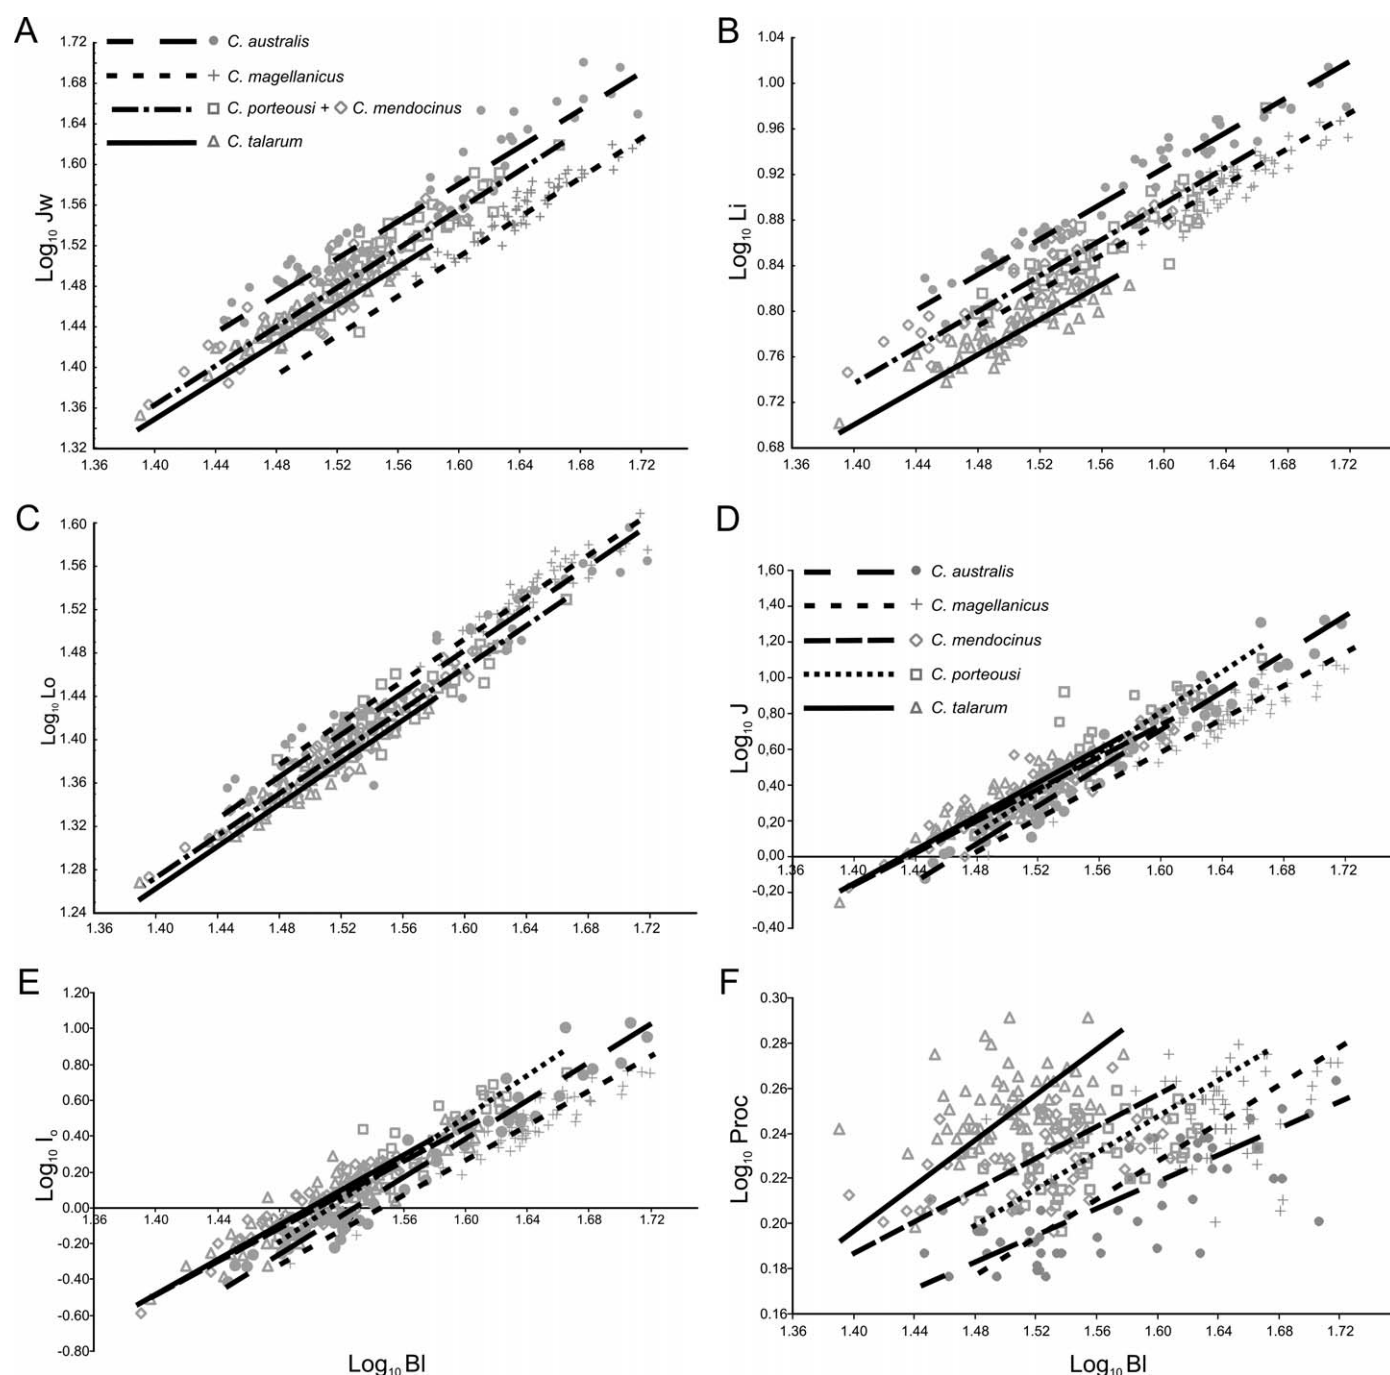 A
Log10 Jw
1.72
1.68
1.64
1.60
1.56
1.52
1.48
1.44
1.40
1.36
1.32
1.36 1.40 1.44 1.48 1.52 1.56 1.60 1.64 1.68 1.72
C. australis
C. magellanicus
C. porteousi + C. mendocinus
C. talarum
B
Log10 Li
1.04
1.00
0.96
0.92
0.88
0.84
0.80
0.76
0.72
0.68
1.36 1.40 1.44 1.48 1.52 1.56 1.60 1.64 1.68 1.72
C
Log10 Lo
1.60
1.56
1.52
1.48
1.44
1.40
1.36
1.32
1.28
1.24
1.36 1.40 1.44 1.48 1.52 1.56 1.60 1.64 1.68 1.72
D
Log10 J
1,60
1,40
1,20
1,00
0,80
0,60
0,40
0,20
0,00
-0,20
-0,40
1.36 1.40 1.44 1.48 1.52 1.56 1.60 1.64 1.68 1.72
C. australis
C. magellanicus
C. mendocinus
C. porteousi
C. talarum
E
Log10 Io
1.20
1.00
0.80
0.60
0.40
0.20
0.00
-0.20
-0.40
-0.60
-0.80
1.36 1.40 1.44 1.48 1.52 1.56 1.60 1.64 1.68 1.72
Log10 Bl
F
Log10 Proc
0.30
0.28
0.26
0.24
0.22
0.20
0.18
0.16
1.36 1.40 1.44 1.48 1.52 1.56 1.60 1.64 1.68 1.72
Log10 Bl